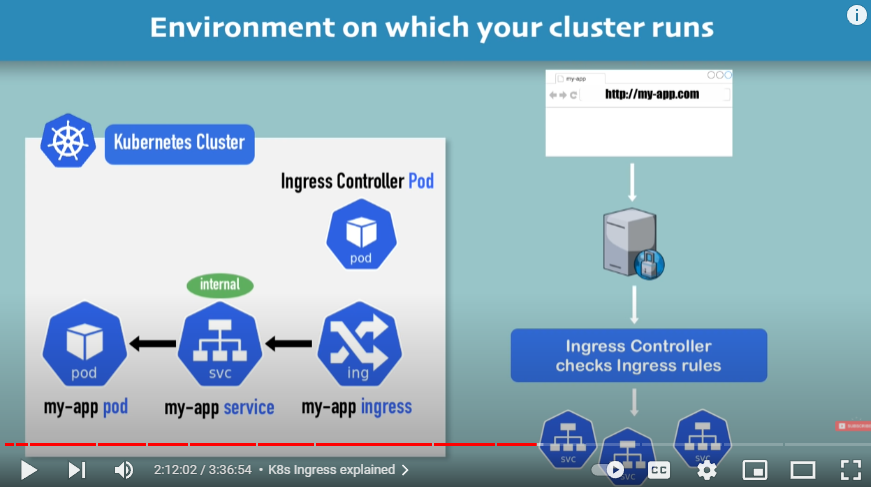 Environment on which your cluster runs
my-app
http://my-app.com
Kubernetes Cluster
Ingress Controller Pod
pod
internal
pod
svc
ing
my-app pod
my-app service
my-app ingress
Ingress Controller
checks Ingress rules
svc
svc
svc
SUBSCRIBE
2:12:02 / 3:36:54 • K8s Ingress explained
CC